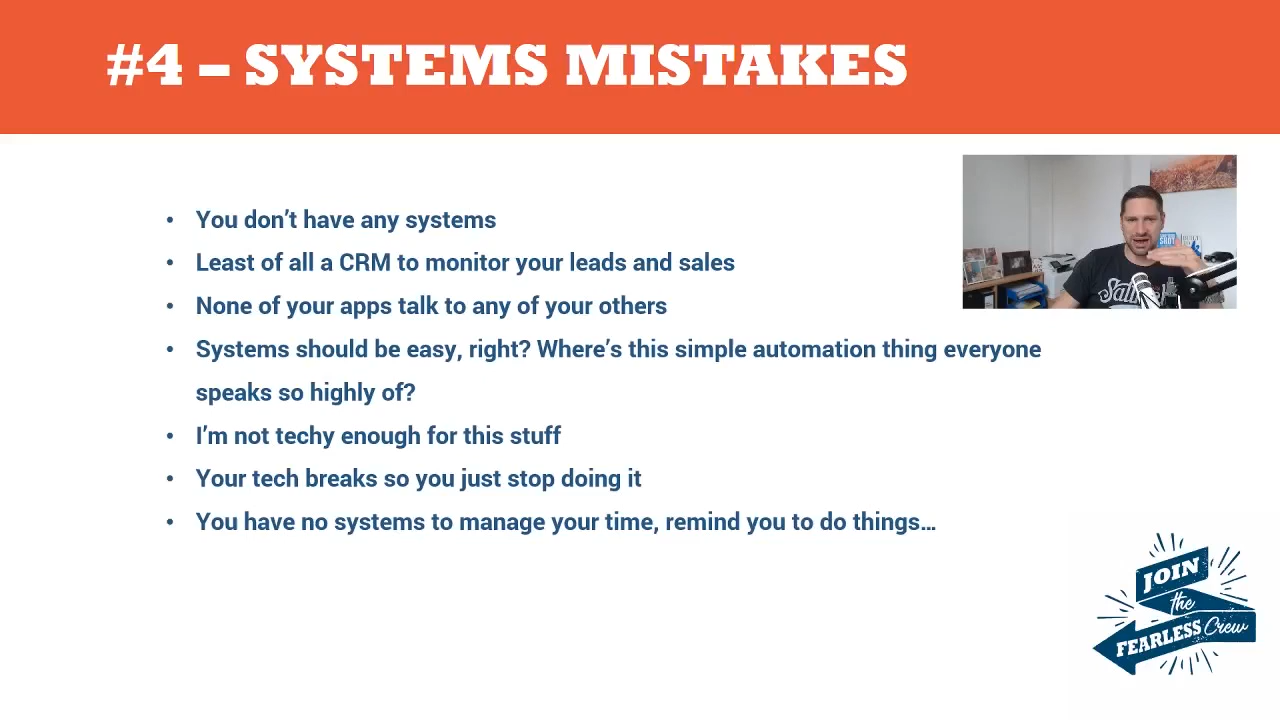 #4 – SYSTEMS MISTAKES
• You don’t have any systems
• Least of all a CRM to monitor your leads and sales
• None of your apps talk to any of your others
• Systems should be easy, right? Where’s this simple automation thing everyone
speaks so highly of?
• I’m not techy enough for this stuff
• Your tech breaks so you just stop doing it
• You have no systems to manage your time, remind you to do things…
JOIN
the
FEARLESS Crew